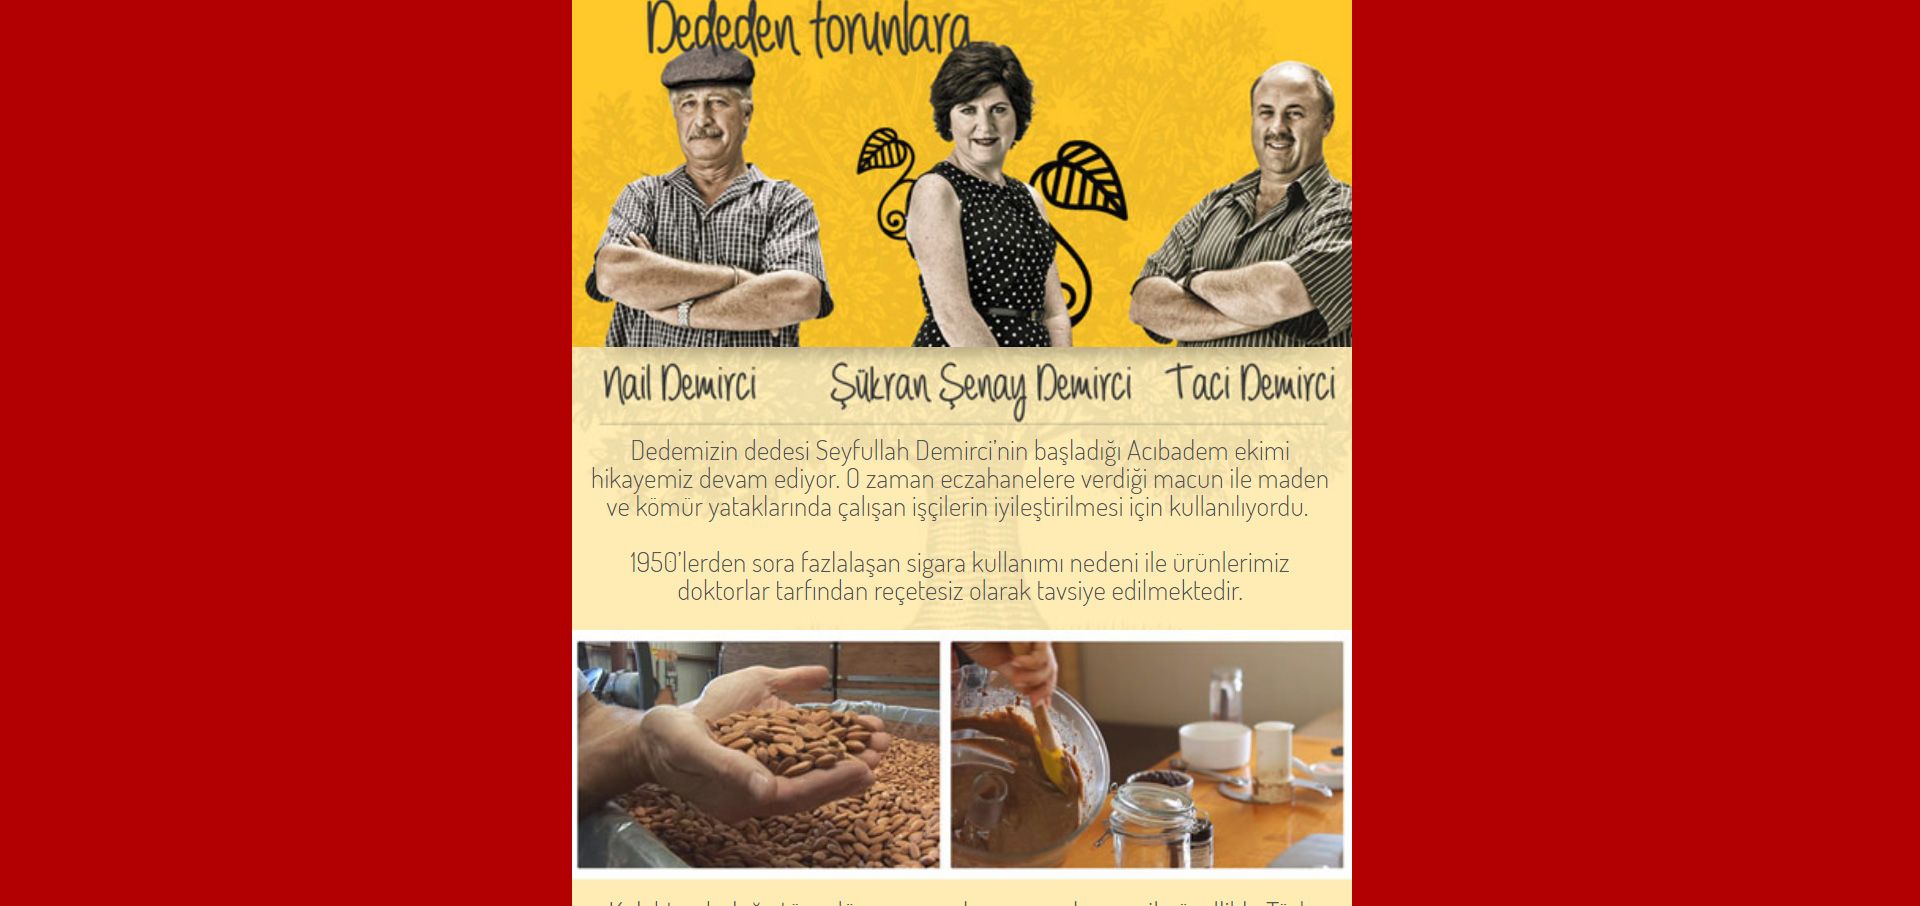 Dededen torunlara
Nail Demirci
Şükran Şenay Demirci
Taci Demirci
Dedemizin dedesi Seyfullah Demirci'nin başladığı Acıbadem ekimi
hikayemiz devam ediyor. O zaman eczahanelere verdiği macun ile maden
ve kömür yataklarında çalışan işçilerin iyileştirilmesi için kullanılıyordu.
1950'lerden sora fazlalaşan sigara kullanımı nedeni ile ürünlerimiz
doktorlar tarfından reçetesiz olarak tavsiye edilmektedir.